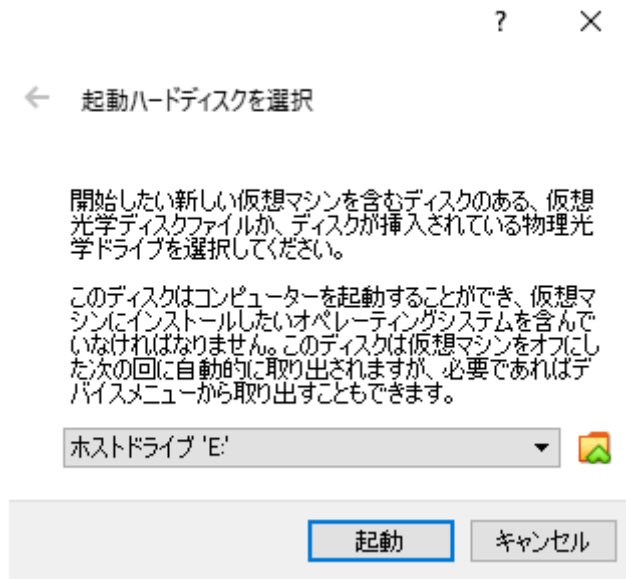 ?
起動ハードディスクを選択
開始したい新しい仮想マシンを含むディスクのある、仮想
光学ディスクファイルか、ディスクが挿入されている物理光
学ドライブを選択してください。
このディスクはコンピューターを起動することができ、仮想マ
シンにインストールしたいオペレーティングシステムを含んで
いなければなりません。このディスクは仮想マシンをオフにし
た次の回に自動的に取り出されますが、必要であればデ
バイスメニューから取り出すこともできます。
ホストドライブ 'E:'
起動 キャンセル